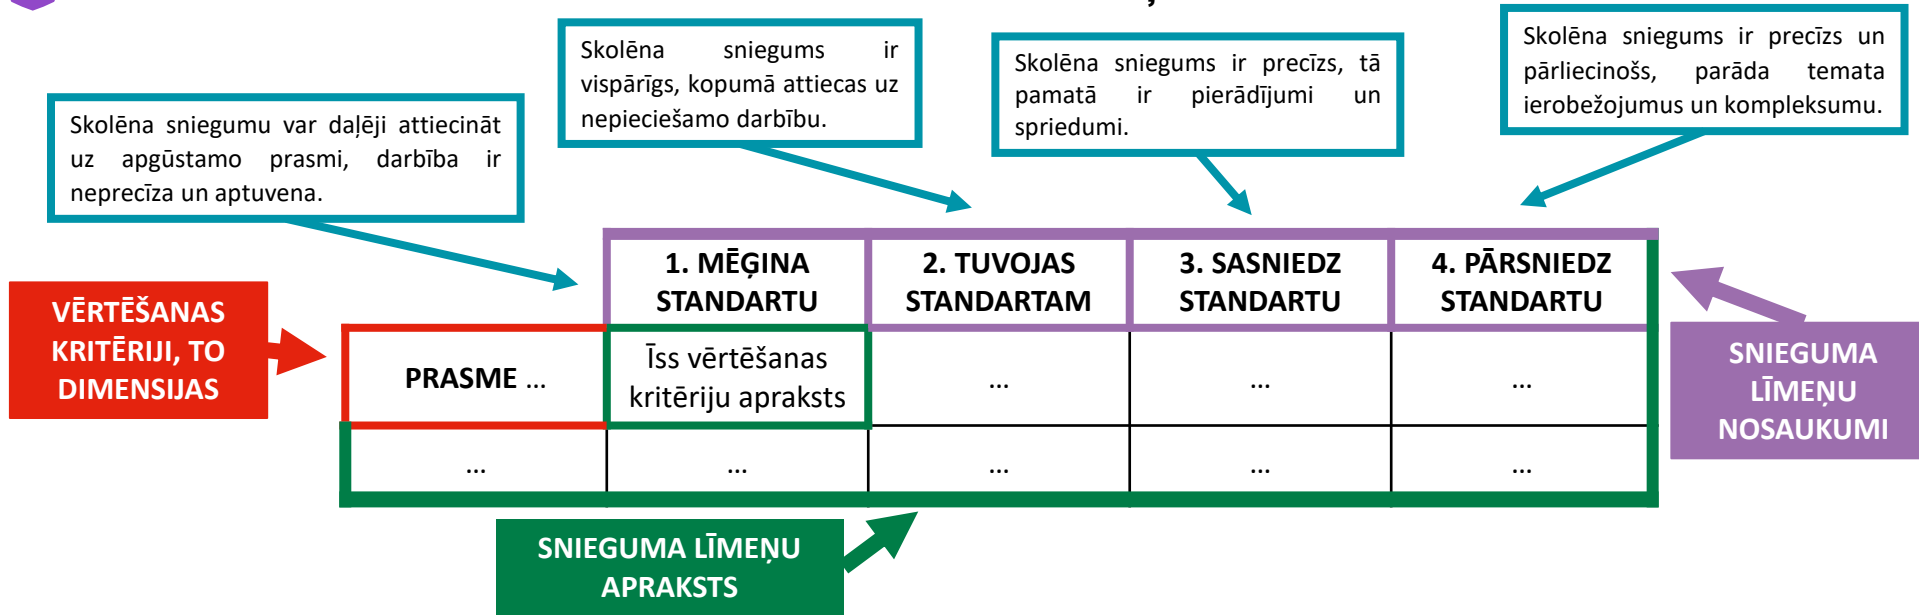 Skolēna sniegums ir
vispārīgs, kopumā attiecas uz
nepieciešamo darbību.
Skolēna sniegums ir precīzs, tā
pamatā ir pierādījumi un
spriedumi.
Skolēna sniegums ir precīzs un
pārliecinošs, parāda temata
ierobežojumus un kompleksumu.
Skolēna sniegumu var daļēji attiecināt
uz apgūstamo prasmi, darbība ir
neprecīza un aptuvena.
1. MĒĢINA
STANDARTU
2. TUVOJAS
STANDARTAM
3. SASNIEDZ
STANDARTU
4. PĀRSNIEDZ
STANDARTU
VĒRTĒŠANAS
KRITĒRIJI, TO
DIMENSIJAS
PRASME ...
Īss vērtēšanas
kritēriju apraksts
...
...
...
SNIEGUMA
LĪMEŅU
NOSAUKUMI
...
...
...
...
...
SNIEGUMA LĪMEŅU
APRAKSTS